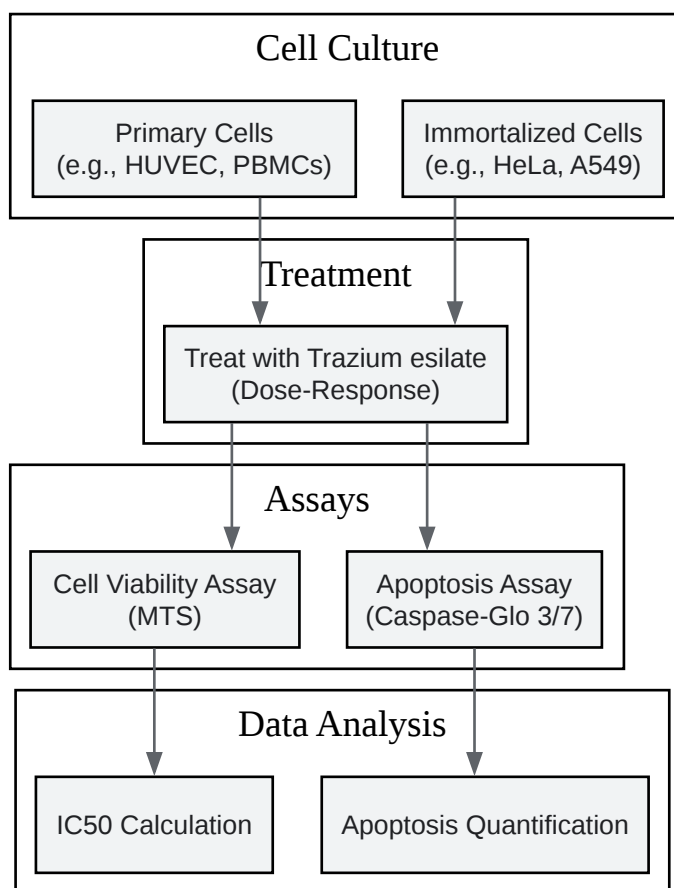 Cell Culture
Primary Cells
(e.g., HUVEC, PBMCs)
Immortalized Cells
(e.g., HeLa, A549)
Treatment
Treat with Trazium esilate
(Dose-Response)
Assays
Cell Viability Assay
(MTS)
Apoptosis Assay
(Caspase-Glo 3/7)
Data Analysis
IC50 Calculation
Apoptosis Quantification